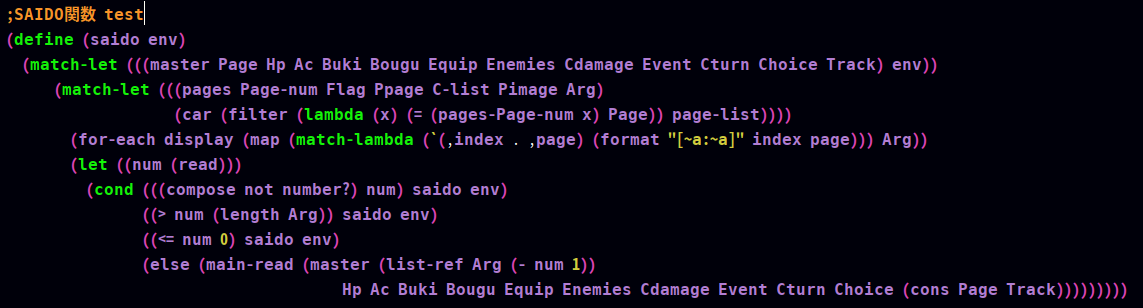 ;SAIDO関数 test
(define (saido env)
  (match-let (((master Page Hp Ac Buki Bougu Equip Enemies Cdamage Event Cturn Choice Track) env))
      (match-let (((pages Page-num Flag Ppage C-list Pimage Arg)
                     (car (filter (lambda (x) (= (pages-Page-num x) Page)) page-list))))
        (for-each display (map (match-lambda (`(,index . ,page) (format "[~a:~a]" index page))) Arg))
        (let ((num (read)))
          (cond (((compose not number?) num) saido env)
                 ((> num (length Arg)) saido env)
                 ((<= num 0) saido env)
                 (else (main-read (master (list-ref Arg (- num 1))
                                          Hp Ac Buki Bougu Equip Enemies Cdamage Event Cturn Choice (cons Page Track)))))))))